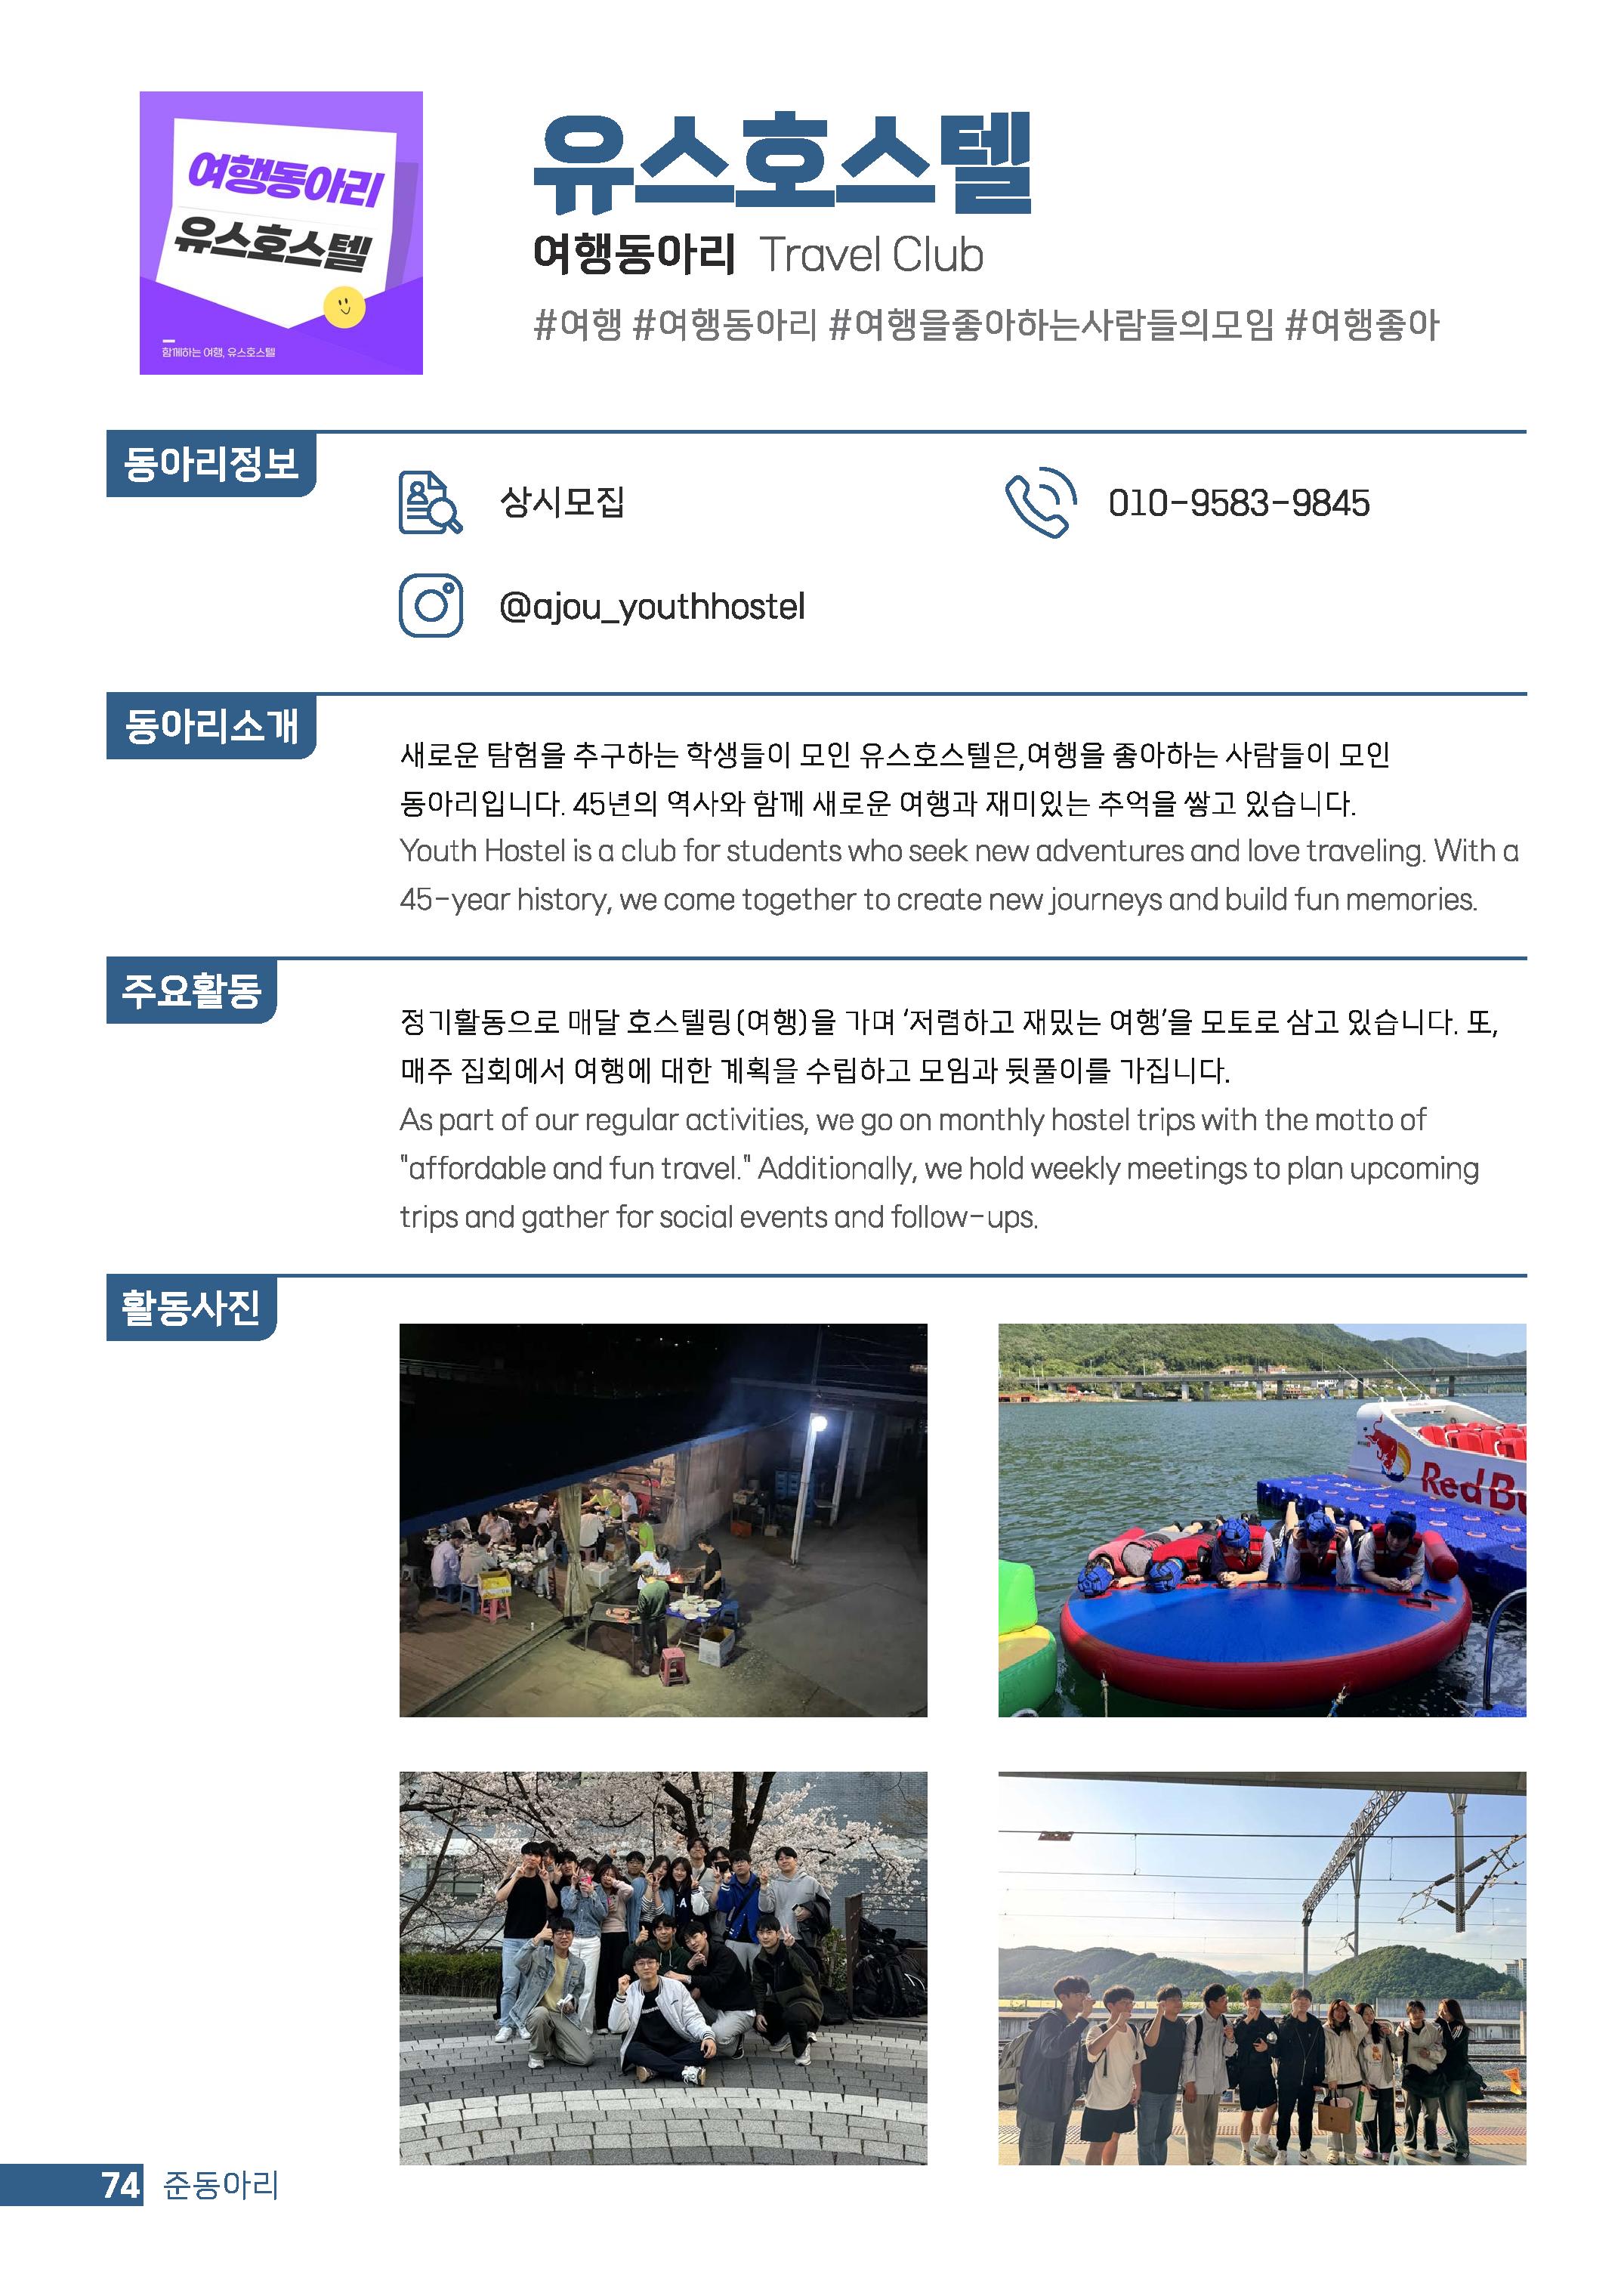 여행동아리
유스호스텔
함께하는 여행, 유스호스텔
유스호스텔
여행동아리 Travel Club
#여행 #여행동아리 #여행을좋아하는사람들의모임 #여행좋아
동아리정보
상시모집
010-9583-9845
@ajou_youthhostel
동아리소개
새로운 탐험을 추구하는 학생들이 모인 유스호스텔은,여행을 좋아하는 사람들이 모인
동아리입니다. 45년의 역사와 함께 새로운 여행과 재미있는 추억을 쌓고 있습니다.
Youth Hostel is a club for students who seek new adventures and love traveling. With a
45-year history, we come together to create new journeys and build fun memories.
주요활동
정기활동으로 매달 호스텔링(여행)을 가며 ‘저렴하고 재밌는 여행’을 모토로 삼고 있습니다. 또,
매주 집회에서 여행에 대한 계획을 수립하고 모임과 뒷풀이를 가집니다.
As part of our regular activities, we go on monthly hostel trips with the motto of
"affordable and fun travel." Additionally, we hold weekly meetings to plan upcoming
trips and gather for social events and follow-ups.
활동사진
Red Bu
74 준동아리